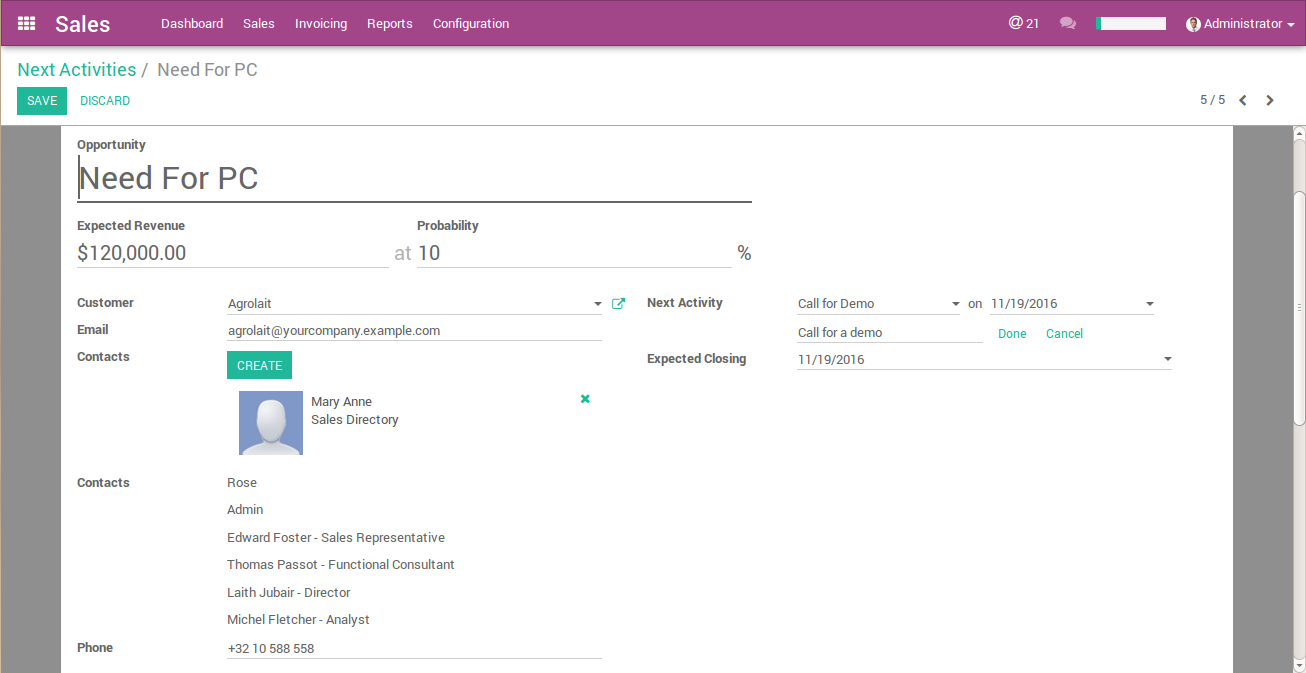 Sales Dashboard Sales Invoicing Reports Configuration @ 21 Administrator
Next Activities / Need For PC
SAVE DISCARD 5 / 5
Opportunity
Need For PC
Expected Revenue Probability
$120,000.00 at 10 %
Customer Agrolait Next Activity Call for Demo on 11/19/2016
Email agrolait@yourcompany.example.com Call for a demo Done Cancel
Contacts CREATE Expected Closing 11/19/2016
Mary Anne
Sales Directory
Contacts Rose
Admin
Edward Foster - Sales Representative
Thomas Passot - Functional Consultant
Laith Jubair - Director
Michel Fletcher - Analyst
Phone +32 10 588 558